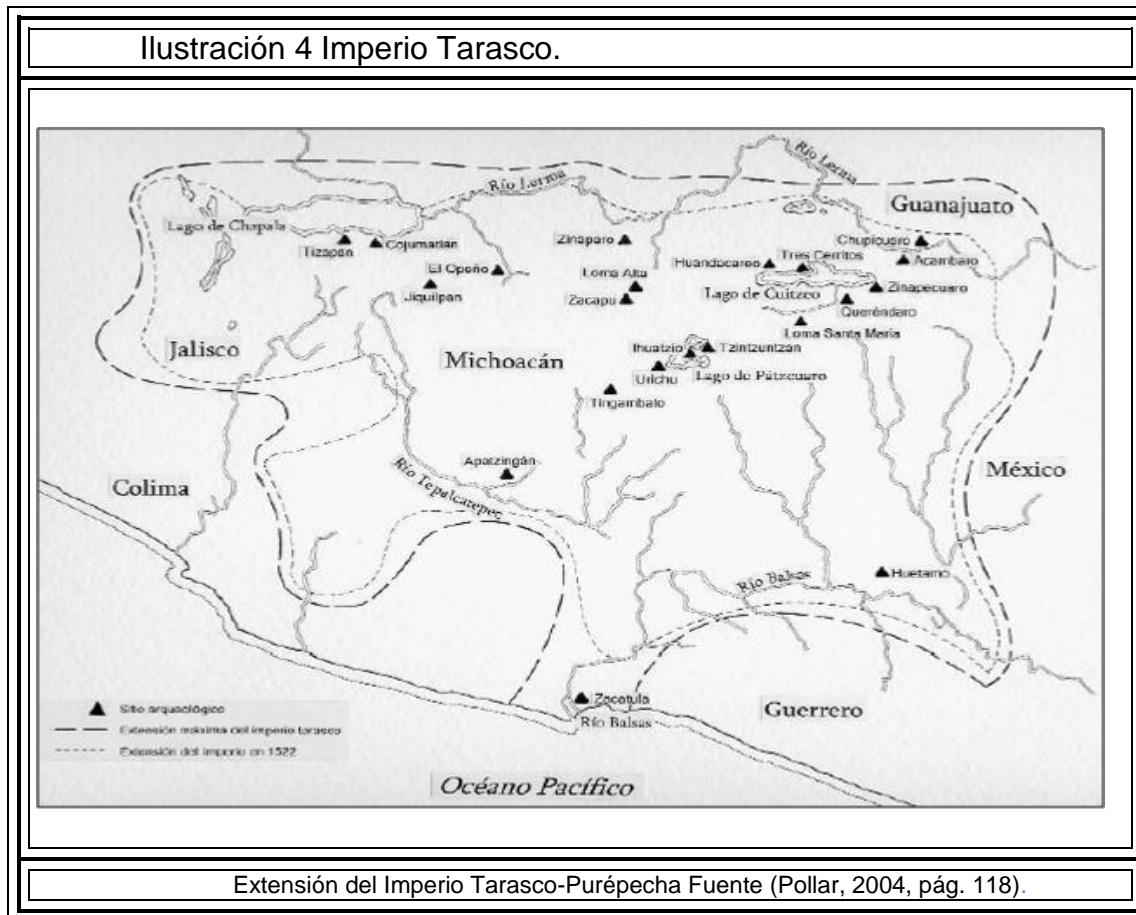 Ilustración 4 Imperio Tarasco.
Río Lerma
Río Lerma
Guanajuato
Lago de Chapala
Tizapán
Cojumatlán
Zináparo
Chupícuaro
Acámbaro
Huandacareo
Tres Cerritos
El Opeño
Loma Alta
Jiquilpan
Zacapu
Lago de Cuitzeo
Zinapécuaro
Queréndaro
Loma Santa María
Jalisco
Michoacán
Ihuatzio
Tzintzuntzan
Urichu
Lago de Pátzcuaro
Tingambato
Colima
Apatzingán
Río Tepalcatepec
México
Huetamo
Río Balsas
Zacatula
Río Balsas
Guerrero
Sitio arqueológico
Extensión máxima del imperio tarasco
Extensión del imperio en 1522
Océano Pacífico
Extensión del Imperio Tarasco-Purépecha Fuente (Pollar, 2004, pág. 118).